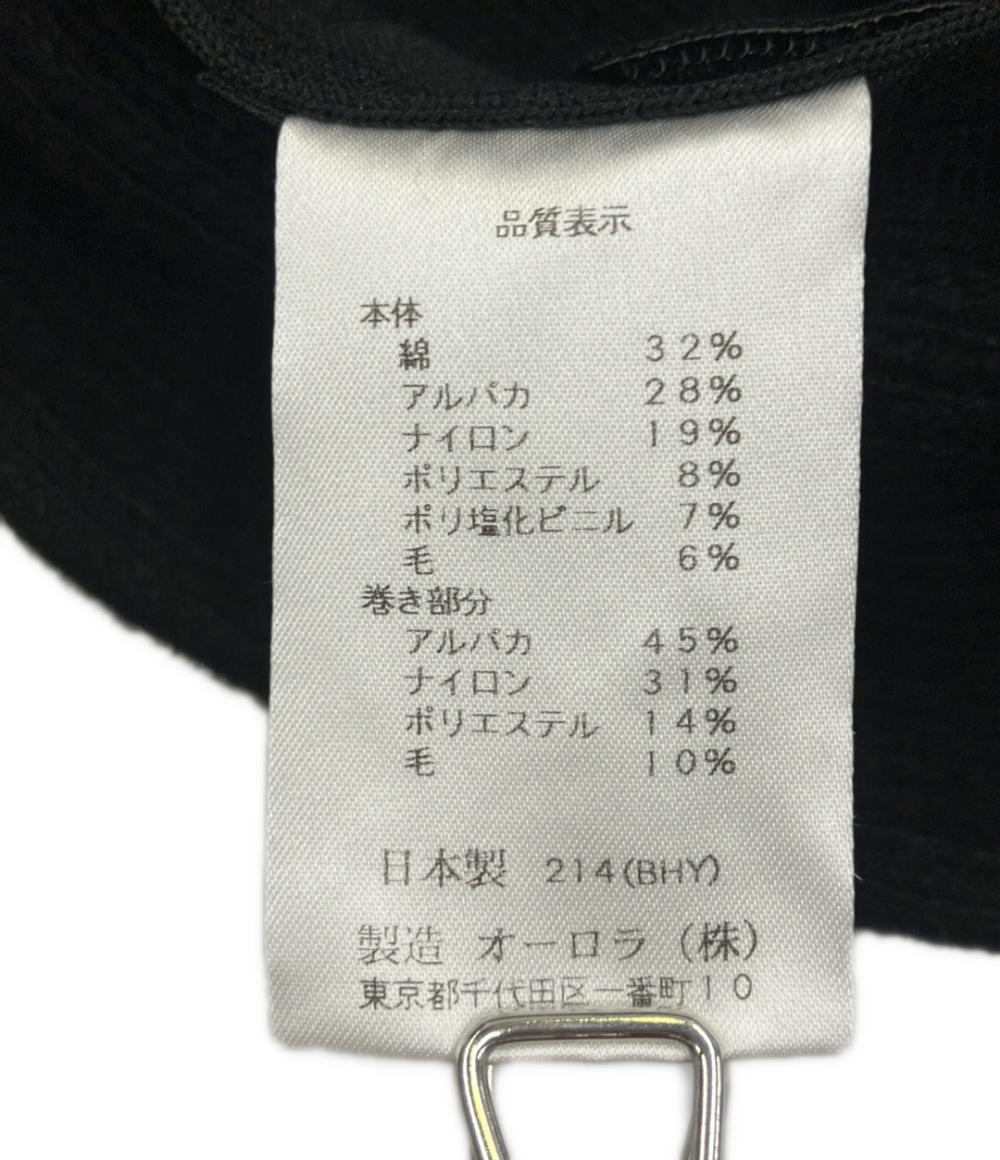 品質表示
本体
綿 32%
アルパカ 28%
ナイロン 19%
ポリエステル 8%
ポリ塩化ビニル 7%
毛 6%
巻き部分
アルパカ 45%
ナイロン 31%
ポリエステル 14%
毛 10%
日本製 214(BHY)
製造 オーロラ(株)
東京都千代田区一番町10